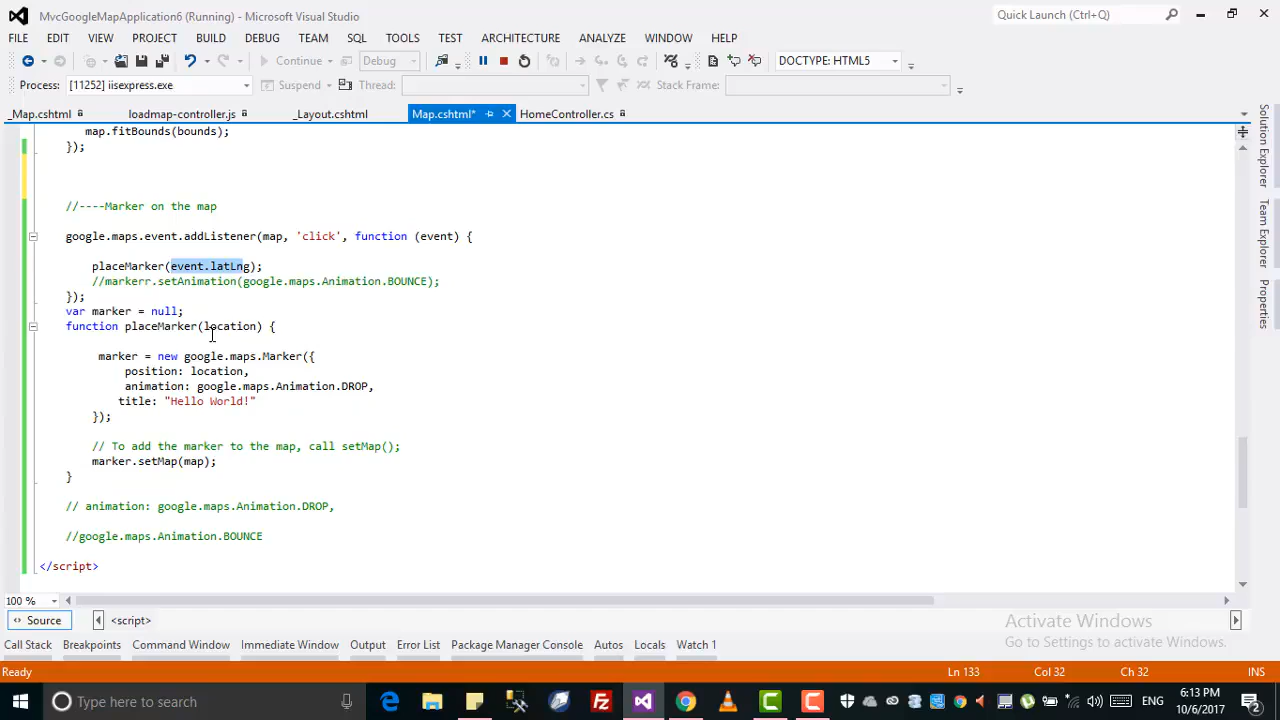 MvcGoogleMapApplication6 (Running) - Microsoft Visual Studio
Quick Launch (Ctrl+Q)
FILE EDIT VIEW PROJECT BUILD DEBUG TEAM SQL TOOLS TEST ARCHITECTURE ANALYZE WINDOW HELP
Continue Debug DOCTYPE: HTML5
Process: [11252] iisexpress.exe Suspend Thread: Stack Frame:
_Map.cshtml loadmap-controller.js _Layout.cshtml Map.cshtml* HomeController.cs
map.fitBounds(bounds);
});
//----Marker on the map
google.maps.event.addListener(map, 'click', function (event) {
placeMarker(event.latLng);
//markerr.setAnimation(google.maps.Animation.BOUNCE);
});
var marker = null;
function placeMarker(location) {
marker = new google.maps.Marker({
position: location,
animation: google.maps.Animation.DROP,
title: "Hello World!"
});
// To add the marker to the map, call setMap();
marker.setMap(map);
}
// animation: google.maps.Animation.DROP,
//google.maps.Animation.BOUNCE
</script>
Solution Explorer
Team Explorer
Properties
100 %
Source <script>
Activate Windows
Go to Settings to activate Windows.
Call Stack Breakpoints Command Window Immediate Window Output Error List Package Manager Console Autos Locals Watch 1
Ready Ln 133 Col 32 Ch 32 INS
Type here to search
ENG
6:13 PM
10/6/2017
2